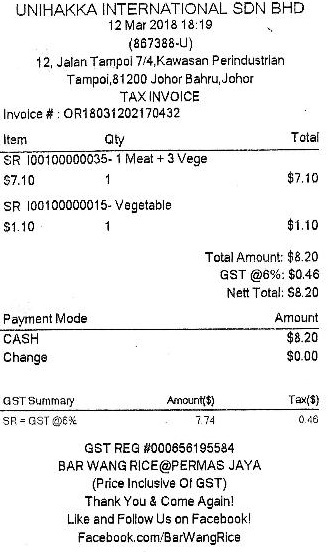 UNIHAKKA INTERNATIONAL SDN BHD
12 Mar 2018 18:19
(867388-U)
12, Jalan Tampoi 7/4,Kawasan Perindustrian
Tampoi,81200 Johor Bahru,Johor
TAX INVOICE
Invoice # : OR18031202170432
Item Qty Total
SR I00100000035- 1 Meat + 3 Vege
$7.10 1 $7.10
SR I00100000015- Vegetable
$1.10 1 $1.10
Total Amount: $8.20
GST @6%: $0.46
Nett Total: $8.20
Payment Mode Amount
CASH $8.20
Change $0.00
GST Summary Amount($) Tax($)
SR = GST @6% 7.74 0.46
GST REG #000656195584
BAR WANG RICE@PERMAS JAYA
(Price Inclusive Of GST)
Thank You & Come Again!
Like and Follow Us on Facebook!
Facebook.com/BarWangRice